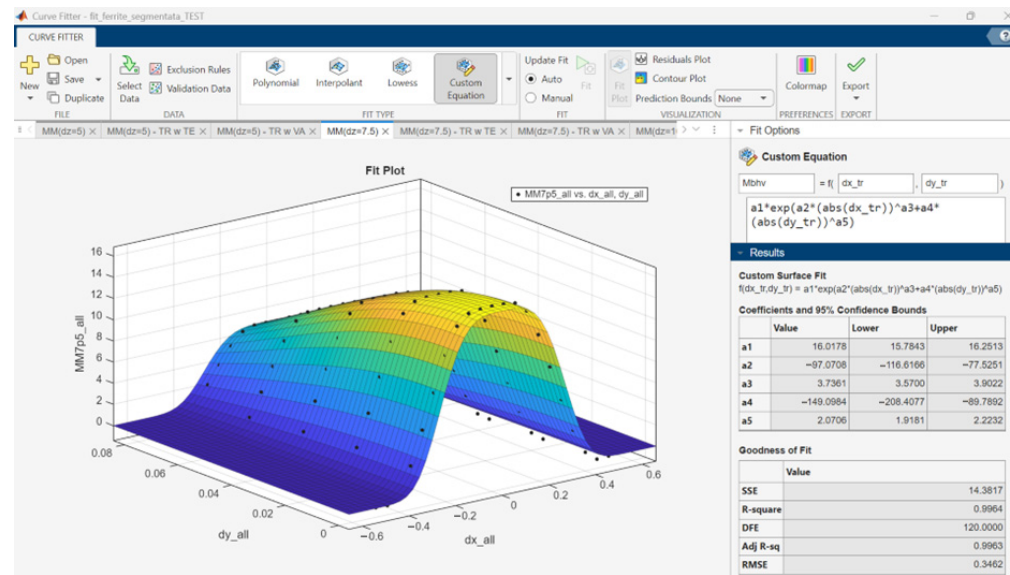 Curve Fitter - fit_ferrite_segmentata_TEST
CURVE FITTER
New
Open
Save
Duplicate
FILE
Select Data
Exclusion Rules
Validation Data
DATA
Polynomial
Interpolant
Lowess
Custom Equation
FIT TYPE
Update Fit
Auto
Manual
Fit
FIT
Fit Plot
Residuals Plot
Contour Plot
Prediction Bounds None
VISUALIZATION
Colormap
PREFERENCES
Export
EXPORT
MM(dz=5) × MM(dz=5) - TR w TE × MM(dz=5) - TR w VA × MM(dz=7.5) × MM(dz=7.5) - TR w TE × MM(dz=7.5) - TR w VA × MM(dz=1
Fit Plot
MM7p5_all vs. dx_all, dy_all
16
14
12
10
8
6
4
2
0
MM7p5_all
0.08
0.06
0.04
0.02
0
dy_all
−0.6
−0.4
−0.2
0
0.2
0.4
0.6
dx_all
Fit Options
Custom Equation
Mbhv = f( dx_tr , dy_tr )
a1*exp(a2*(abs(dx_tr))^a3+a4*
(abs(dy_tr))^a5)
Results
Custom Surface Fit
f(dx_tr,dy_tr) = a1*exp(a2*(abs(dx_tr))^a3+a4*(abs(dy_tr))^a5)
Coefficients and 95% Confidence Bounds
Value Lower Upper
a1 16.0178 15.7843 16.2513
a2 −97.0708 −116.6166 −77.5251
a3 3.7361 3.5700 3.9022
a4 −149.0984 −208.4077 −89.7892
a5 2.0706 1.9181 2.2232
Goodness of Fit
Value
SSE 14.3817
R-square 0.9964
DFE 120.0000
Adj R-sq 0.9963
RMSE 0.3462